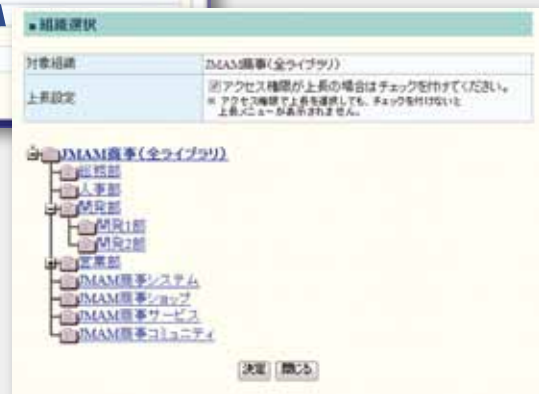 ■組織選択
対象組織 JMAM商事(全ライブラリ)
上長設定 ☑アクセス権限が上長の場合はチェックを付けてください。
※ アクセス権限で上長を選択しても、チェックを付けないと
上長メニューが表示されません。
JMAM商事(全ライブラリ)
総務部
人事部
開発部
開発1部
開発2部
営業部
JMAM商事システム
JMAM商事ショップ
JMAM商事サービス
JMAM商事コミュニティ
決定 閉じる